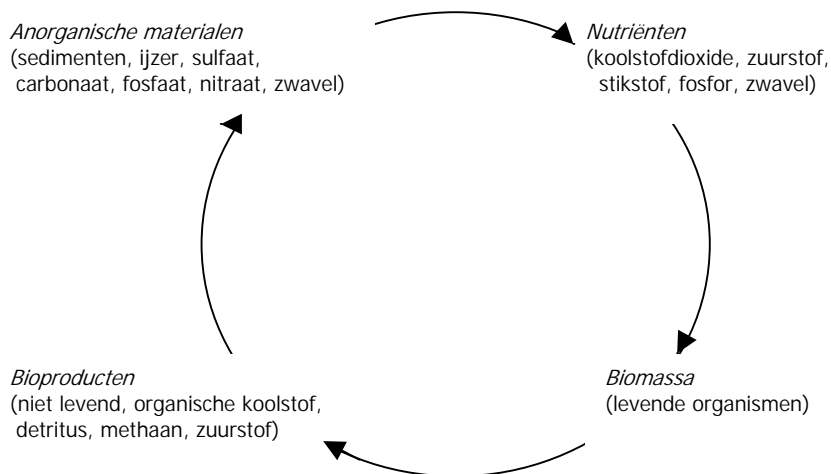 Anorganische materialen
(sedimenten, ijzer, sulfaat,
carbonaat, fosfaat, nitraat, zwavel)
Nutriënten
(koolstofdioxide, zuurstof,
stikstof, fosfor, zwavel)
Bioproducten
(niet levend, organische koolstof,
detritus, methaan, zuurstof)
Biomassa
(levende organismen)